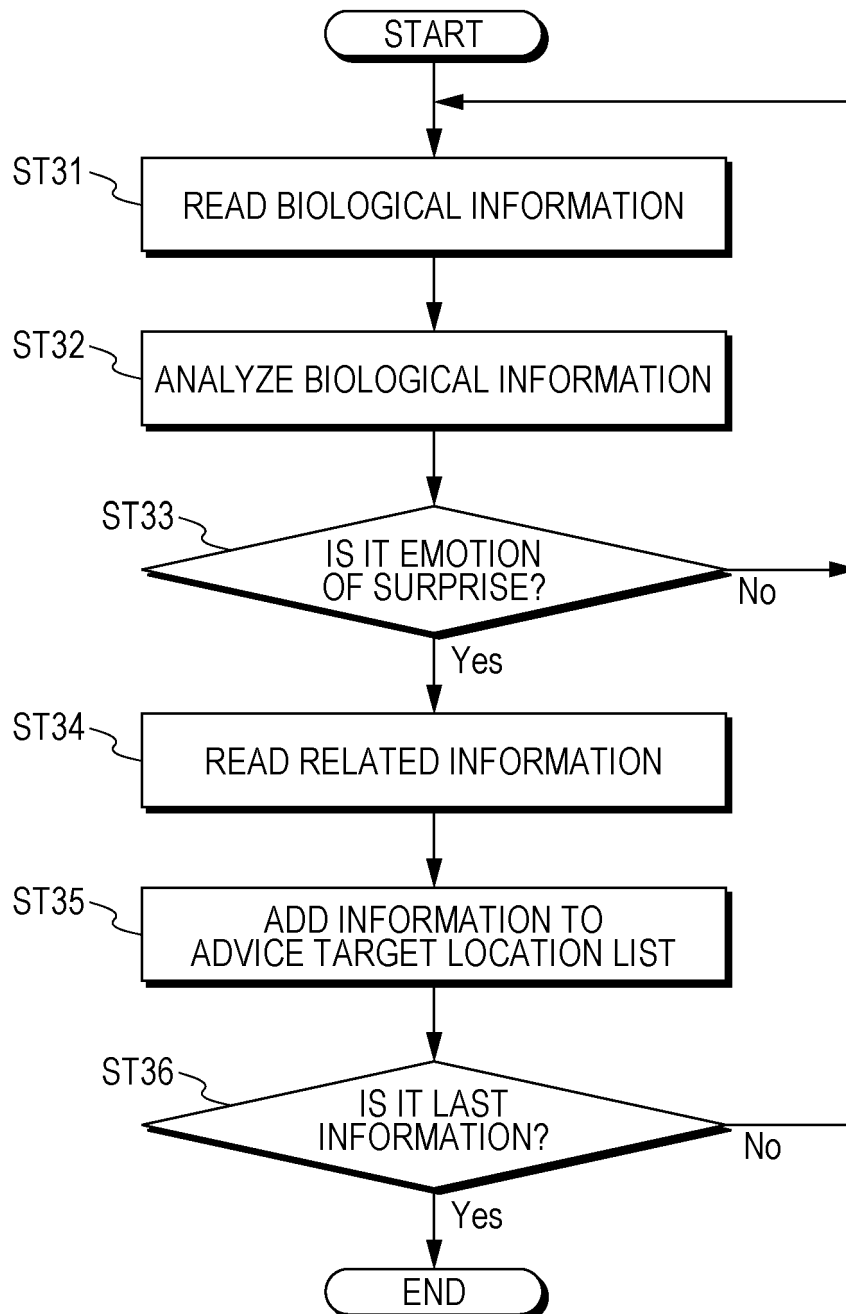 START
ST31
READ BIOLOGICAL INFORMATION
ST32
ANALYZE BIOLOGICAL INFORMATION
ST33
IS IT EMOTION
OF SURPRISE?
No
Yes
ST34
READ RELATED INFORMATION
ST35
ADD INFORMATION TO
ADVICE TARGET LOCATION LIST
ST36
IS IT LAST
INFORMATION?
No
Yes
END